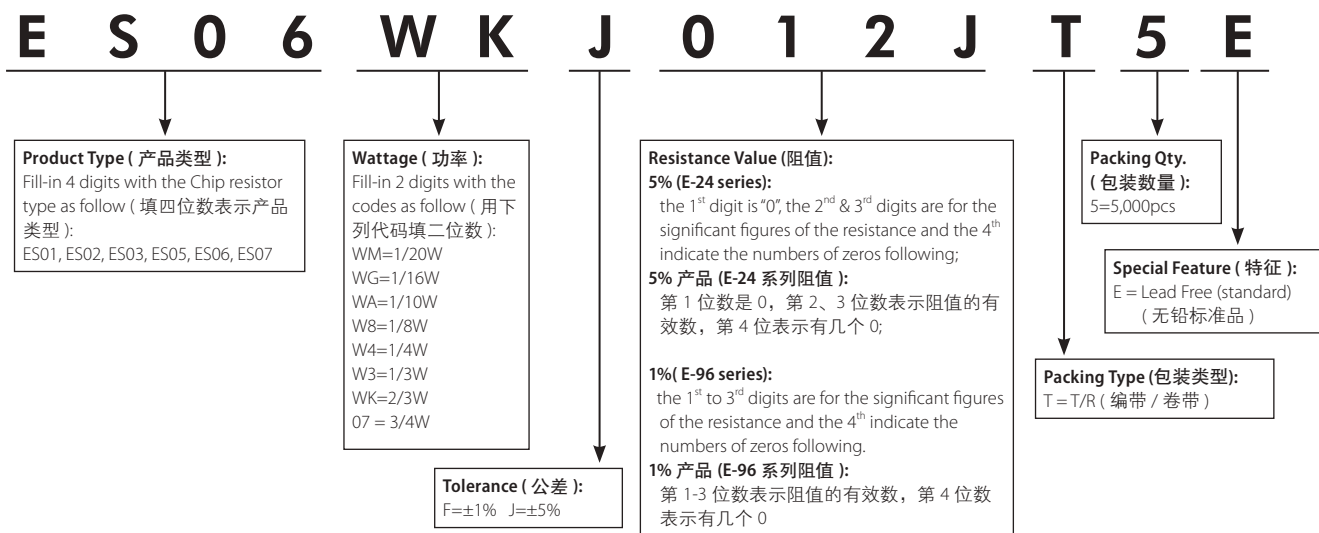 E S 0 6 W K J 0 1 2 J T 5 E
Product Type ( 产品类型 ):
Fill-in 4 digits with the Chip resistor
type as follow ( 填四位数表示产品
类型 ):
ES01, ES02, ES03, ES05, ES06, ES07
Wattage ( 功率 ):
Fill-in 2 digits with the
codes as follow ( 用下
列代码填二位数 ):
WM=1/20W
WG=1/16W
WA=1/10W
W8=1/8W
W4=1/4W
W3=1/3W
WK=2/3W
07 = 3/4W
Tolerance ( 公差 ):
F=±1% J=±5%
Resistance Value (阻值):
5% (E-24 series):
the 1st digit is “0”, the 2nd & 3rd digits are for the
significant figures of the resistance and the 4th
indicate the numbers of zeros following;
5% 产品 (E-24 系列阻值 ):
第 1 位数是 0，第 2、3 位数表示阻值的有
效数，第 4 位表示有几个 0;
1%( E-96 series):
the 1st to 3rd digits are for the significant figures
of the resistance and the 4th indicate the
numbers of zeros following.
1% 产品 (E-96 系列阻值 ):
第 1-3 位数表示阻值的有效数，第 4 位数
表示有几个 0
Packing Qty.
( 包装数量 ):
5=5,000pcs
Special Feature ( 特征 ):
E = Lead Free (standard)
( 无铅标准品 )
Packing Type (包装类型):
T = T/R ( 编带 / 卷带 )